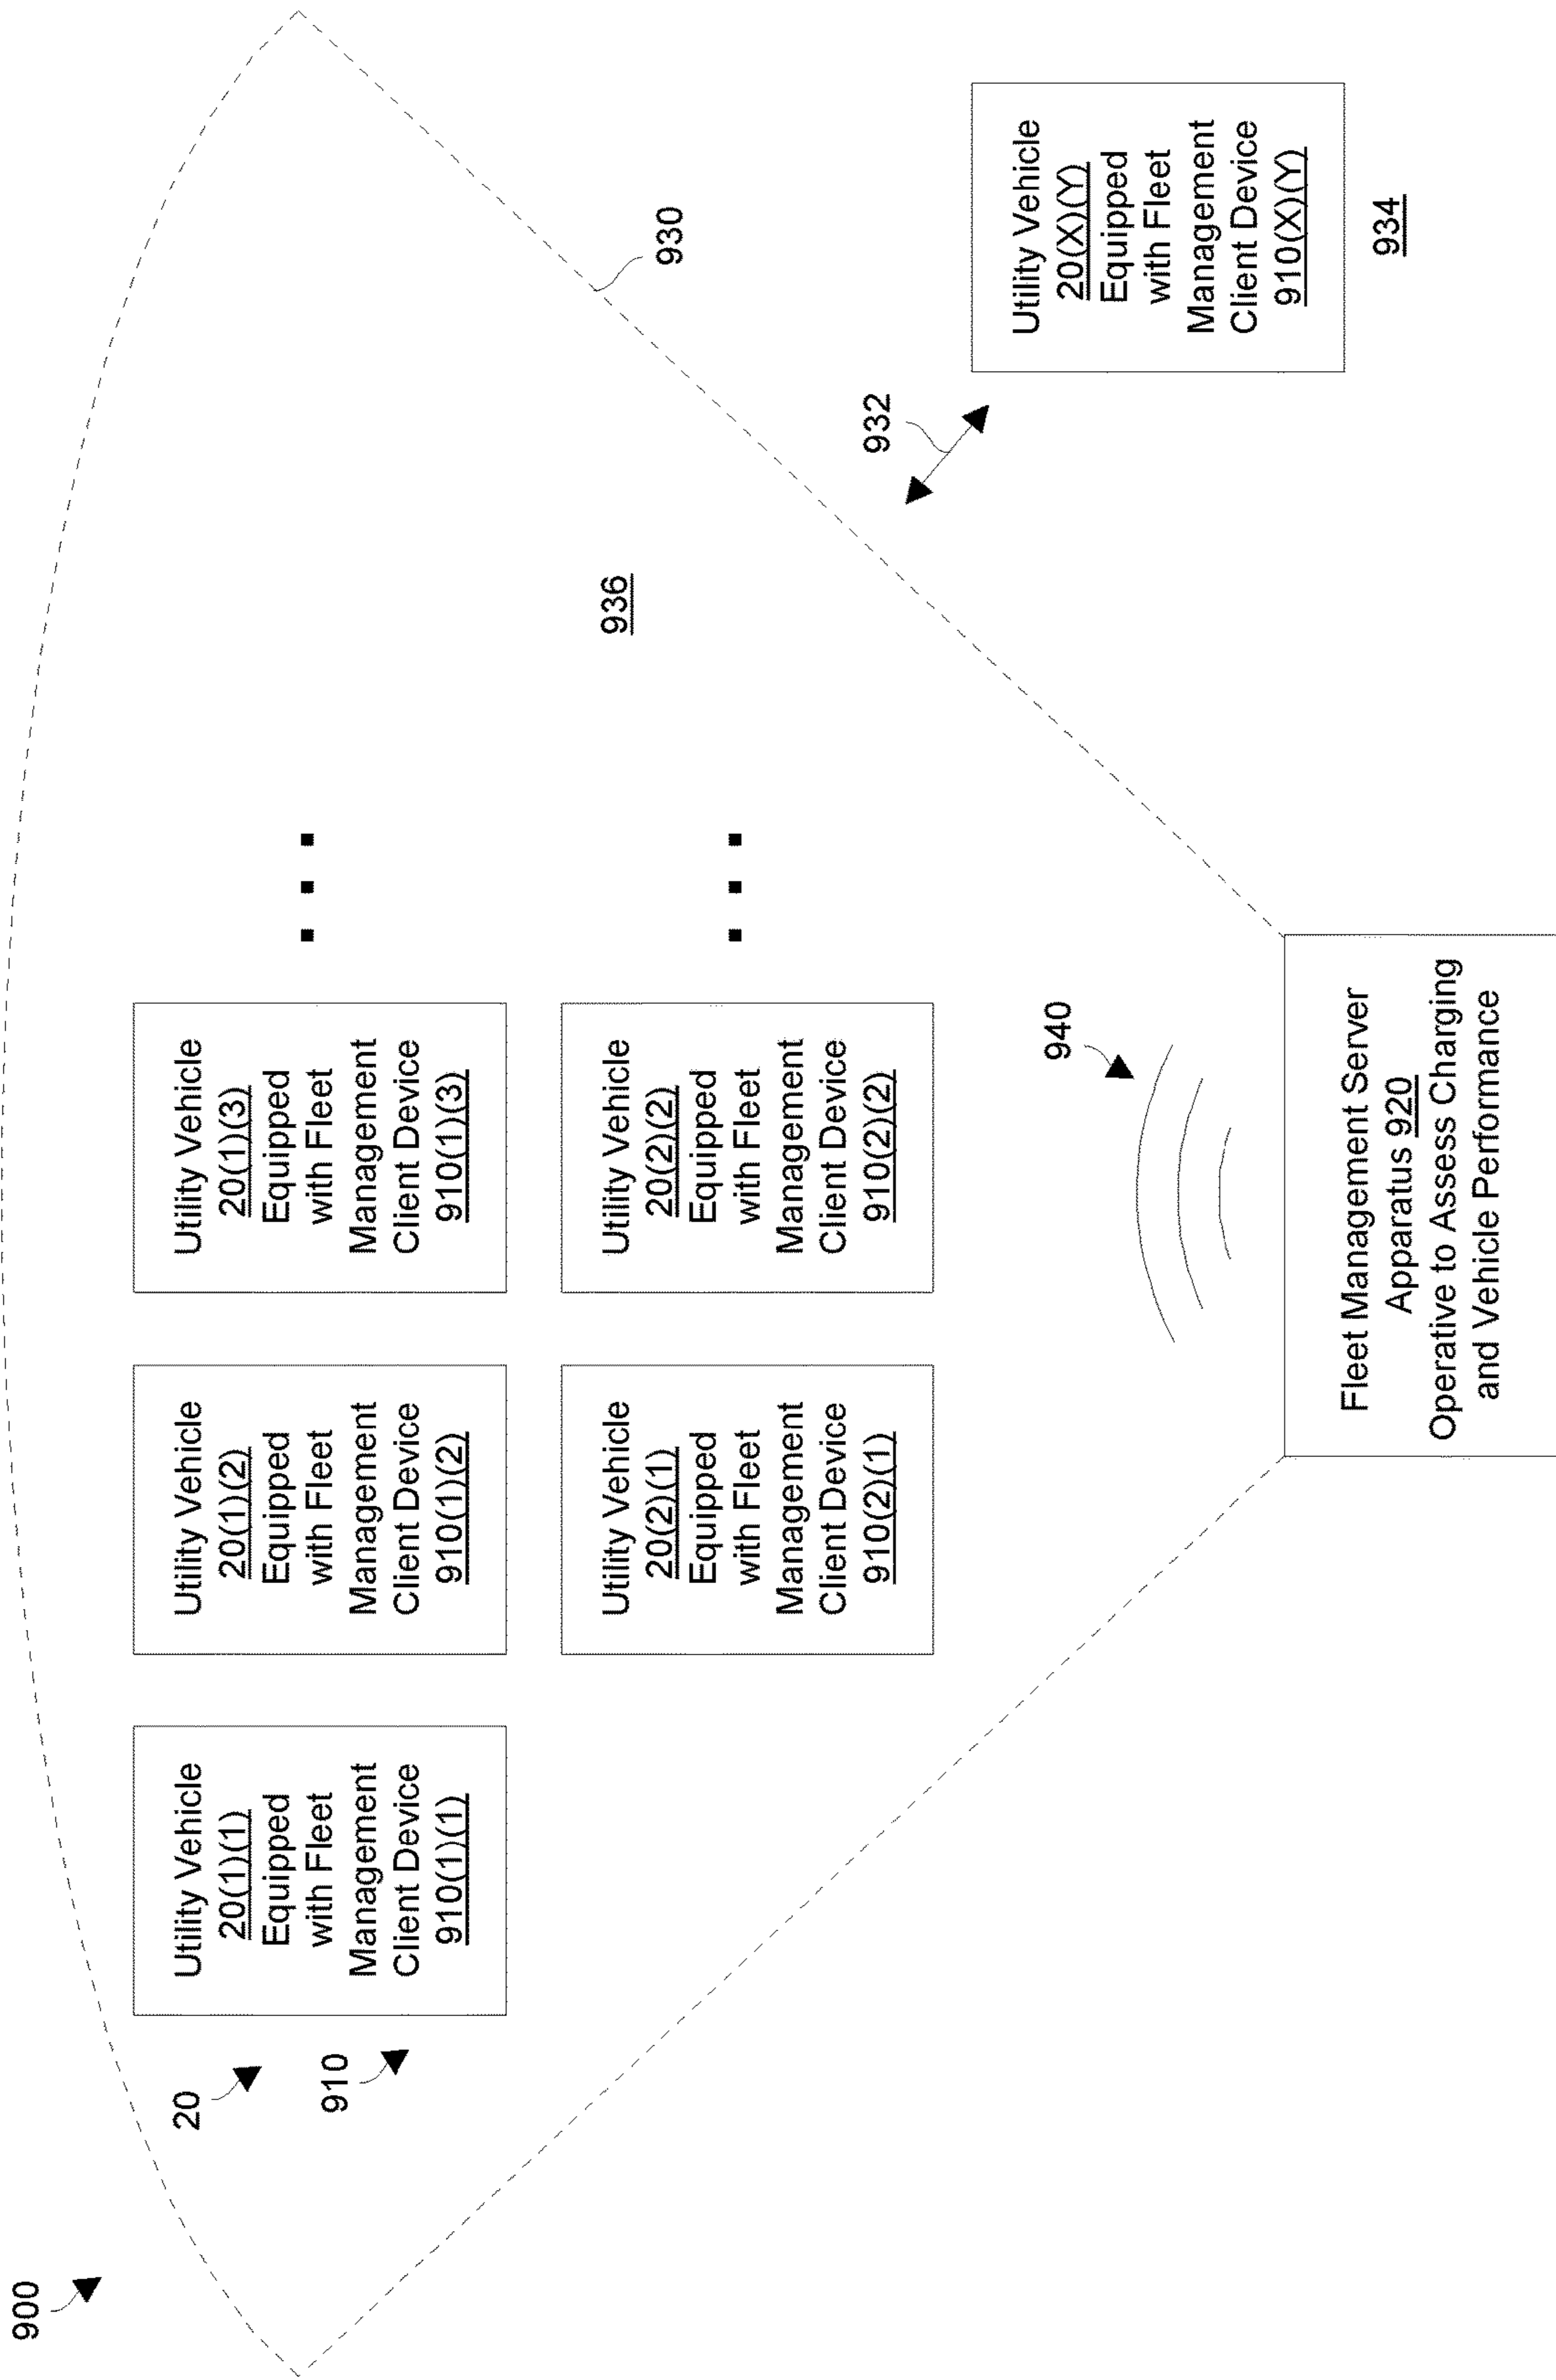 900
20
910
Utility Vehicle
20(1)(1)
Equipped
with Fleet
Management
Client Device
910(1)(1)
Utility Vehicle
20(1)(2)
Equipped
with Fleet
Management
Client Device
910(1)(2)
Utility Vehicle
20(1)(3)
Equipped
with Fleet
Management
Client Device
910(1)(3)
Utility Vehicle
20(2)(1)
Equipped
with Fleet
Management
Client Device
910(2)(1)
Utility Vehicle
20(2)(2)
Equipped
with Fleet
Management
Client Device
910(2)(2)
936
930
932
Utility Vehicle
20(X)(Y)
Equipped
with Fleet
Management
Client Device
910(X)(Y)
934
940
Fleet Management Server
Apparatus 920
Operative to Assess Charging
and Vehicle Performance